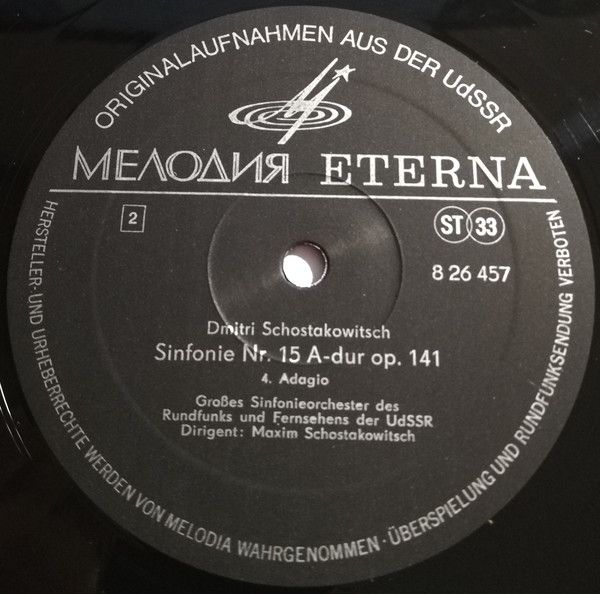 ORIGINALAUFNAHMEN AUS DER UdSSR
МЕЛОДИЯ ETERNA
2
ST 33
8 26 457
Dmitri Schostakowitsch
Sinfonie Nr. 15 A-dur op. 141
4. Adagio
Großes Sinfonieorchester des
Rundfunks und Fernsehens der UdSSR
Dirigent: Maxim Schostakowitsch
HERSTELLER- UND URHEBERRECHTE WERDEN VON MELODIA WAHRGENOMMEN · ÜBERSPIELUNG UND RUNDFUNKSENDUNG VERBOTEN